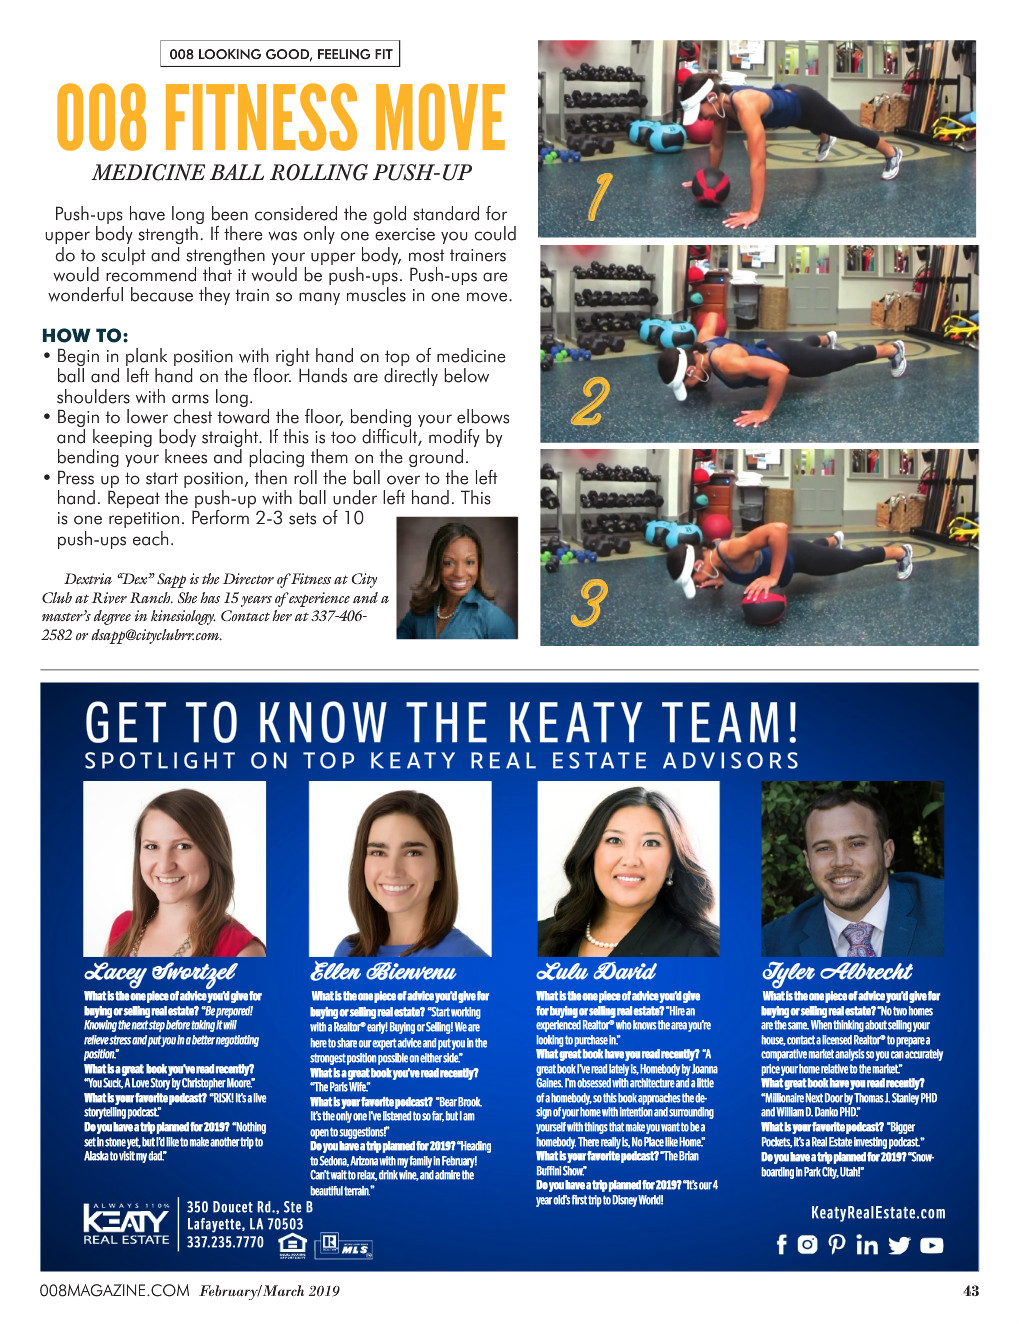 008 LOOKING GOOD, FEELING FIT
008 FITNESS MOVE
MEDICINE BALL ROLLING PUSH-UP
Push-ups have long been considered the gold standard for
upper body strength. If there was only one exercise you could
do to sculpt and strengthen your upper body, most trainers
would recommend that it would be push-ups. Push-ups are
wonderful because they train so many muscles in one move.
HOW TO:
• Begin in plank position with right hand on top of medicine
ball and left hand on the floor. Hands are directly below
shoulders with arms long.
• Begin to lower chest toward the floor, bending your elbows
and keeping body straight. If this is too difficult, modify by
bending your knees and placing them on the ground.
• Press up to start position, then roll the ball over to the left
hand. Repeat the push-up with ball under left hand. This
is one repetition. Perform 2-3 sets of 10
push-ups each.
Dextria “Dex” Sapp is the Director of Fitness at City
Club at River Ranch. She has 15 years of experience and a
master’s degree in kinesiology. Contact her at 337-406-
2582 or dsapp@cityclubrr.com.
1
2
3
GET TO KNOW THE KEATY TEAM!
SPOTLIGHT ON TOP KEATY REAL ESTATE ADVISORS
Lacey Swortzel
What is the one piece of advice you’d give for
buying or selling real estate? “Be prepared!
Knowing the next step before taking it will
relieve stress and put you in a better negotiating
position.”
What is a great book you’ve read recently?
“You Suck, A Love Story by Christopher Moore.”
What is your favorite podcast? “RISK! It’s a live
storytelling podcast.”
Do you have a trip planned for 2019? “Nothing
set in stone yet, but I’d like to make another trip to
Alaska to visit my dad.”
Ellen Bienvenu
What is the one piece of advice you’d give for
buying or selling real estate? “Start working
with a Realtor® early! Buying or Selling! We are
here to share our expert advice and put you in the
strongest position possible on either side.”
What is a great book you’ve read recently?
“The Paris Wife.”
What is your favorite podcast? “Bear Brook.
It’s the only one I’ve listened to so far, but I am
open to suggestions!”
Do you have a trip planned for 2019? “Heading
to Sedona, Arizona with my family in February!
Can’t wait to relax, drink wine, and admire the
beautiful terrain.”
Lulu David
What is the one piece of advice you’d give
for buying or selling real estate? “Hire an
experienced Realtor® who knows the area you’re
looking to purchase in.”
What great book have you read recently? “A
great book I’ve read lately is, Homebody by Joanna
Gaines. I’m obsessed with architecture and a little
of a homebody, so this book approaches the de-
sign of your home with intention and surrounding
yourself with things that make you want to be a
homebody. There really is, No Place like Home.”
What is your favorite podcast? “The Brian
Buffini Show.”
Do you have a trip planned for 2019? “It’s our 4
year old’s first trip to Disney World!
Tyler Albrecht
What is the one piece of advice you’d give for
buying or selling real estate? “No two homes
are the same. When thinking about selling your
house, contact a licensed Realtor® to prepare a
comparative market analysis so you can accurately
price your home relative to the market.”
What great book have you read recently?
“Millionaire Next Door by Thomas J. Stanley PHD
and William D. Danko PHD.”
What is your favorite podcast? “Bigger
Pockets, it’s a Real Estate Investing podcast.”
Do you have a trip planned for 2019? “Snow-
boarding in Park City, Utah!”
ALWAYS 110%
KEATY
REAL ESTATE
350 Doucet Rd., Ste B
Lafayette, LA 70503
337.235.7770
EQUAL HOUSING
OPPORTUNITY
R
MLS
KeatyRealEstate.com
008MAGAZINE.COM February/March 2019
43